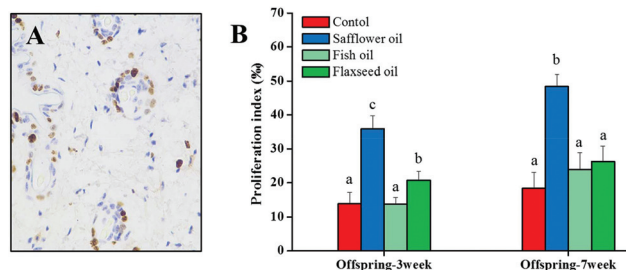 A
B
Proliferation index (‰)
70
60
50
40
30
20
10
0
Contol
Safflower oil
Fish oil
Flaxseed oil
a
c
a
b
a
b
a
a
Offspring-3week
Offspring-7week